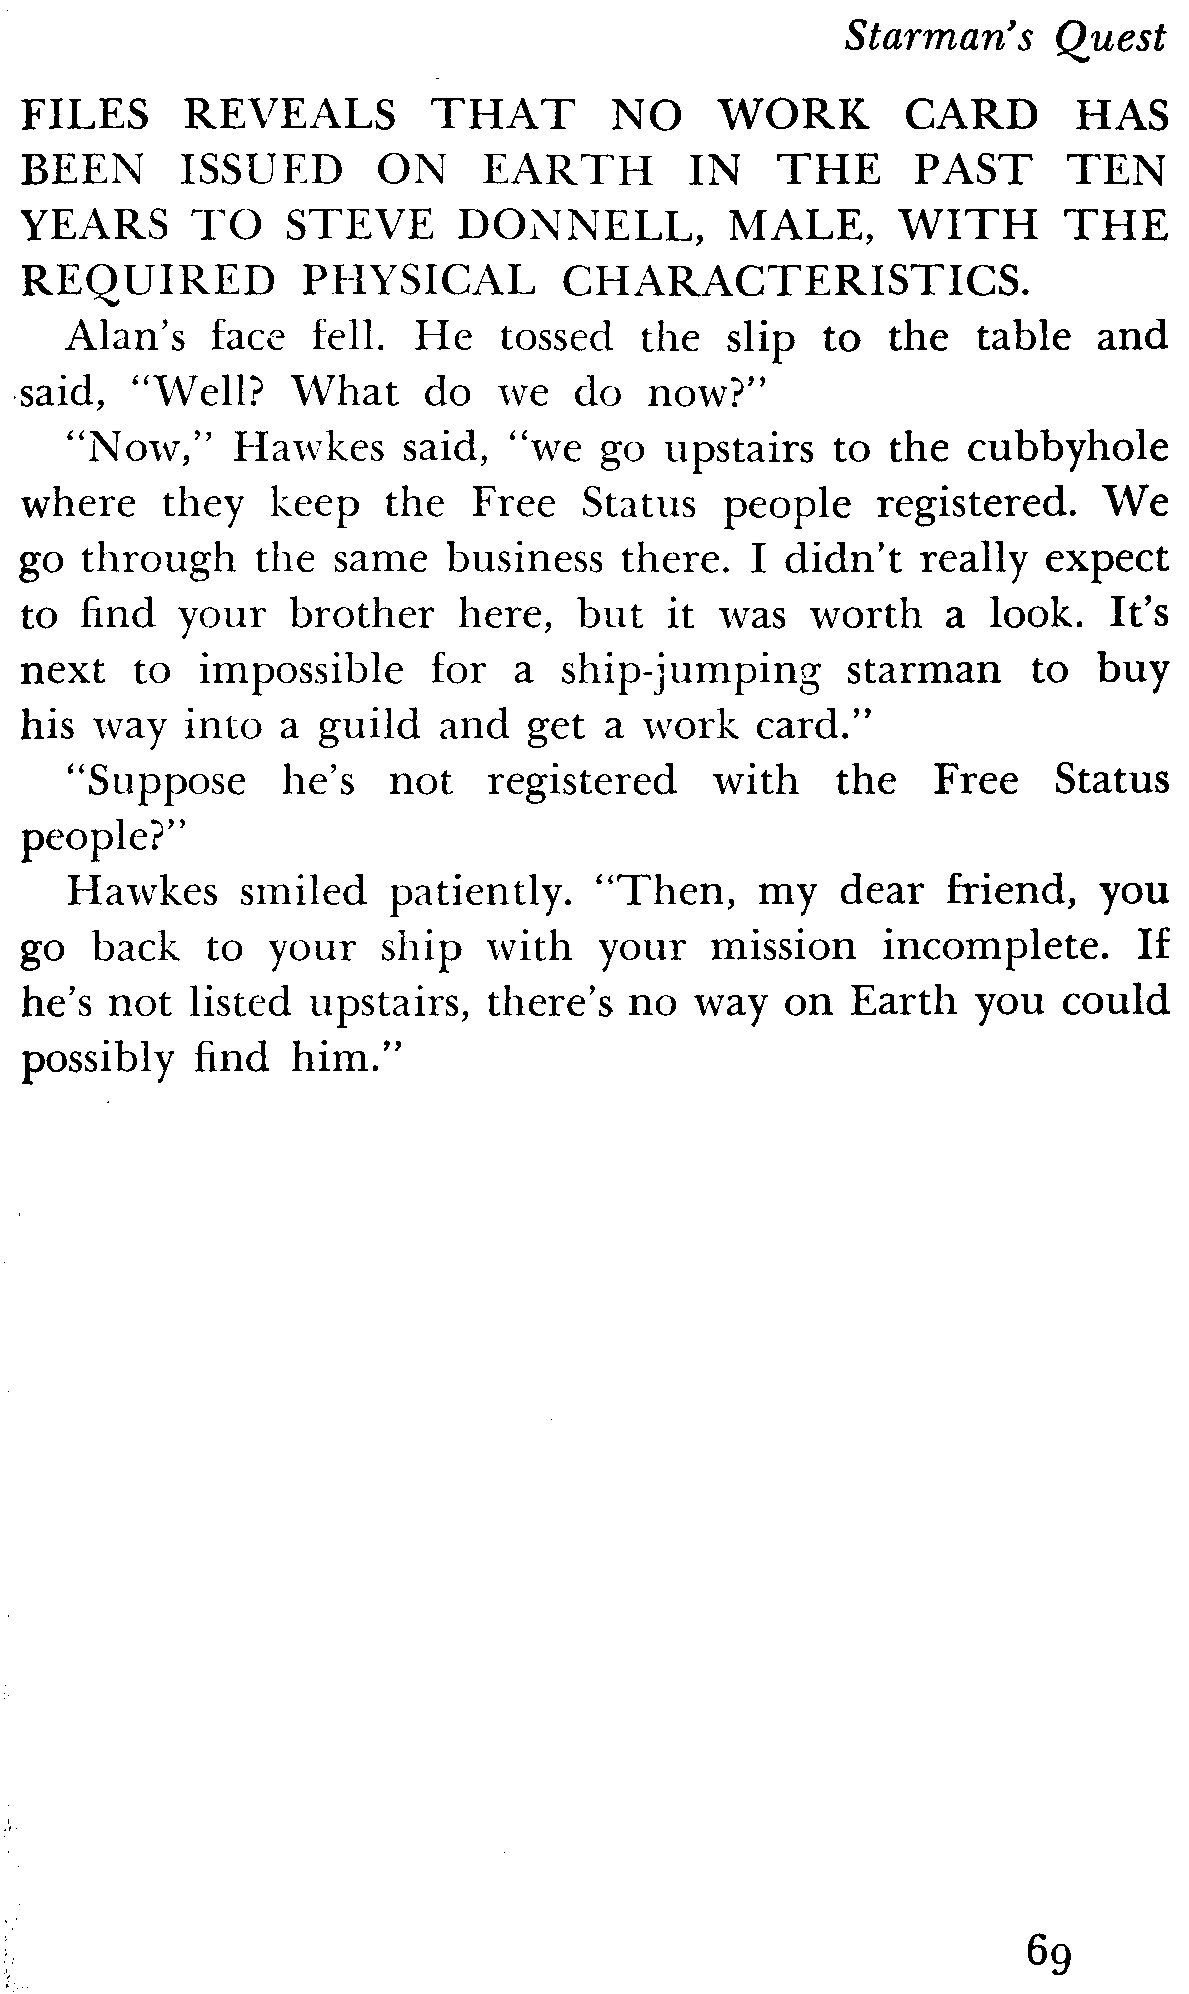 Starman's Quest
FILES REVEALS THAT NO WORK CARD HAS
BEEN ISSUED ON EARTH IN THE PAST TEN
YEARS TO STEVE DONNELL, MALE, WITH THE
REQUIRED PHYSICAL CHARACTERISTICS.
Alan's face fell. He tossed the slip to the table and
said, "Well? What do we do now?"
"Now," Hawkes said, "we go upstairs to the cubbyhole
where they keep the Free Status people registered. We
go through the same business there. I didn't really expect
to find your brother here, but it was worth a look. It's
next to impossible for a ship-jumping starman to buy
his way into a guild and get a work card."
"Suppose he's not registered with the Free Status
people?"
Hawkes smiled patiently. "Then, my dear friend, you
go back to your ship with your mission incomplete. If
he's not listed upstairs, there's no way on Earth you could
possibly find him."
69